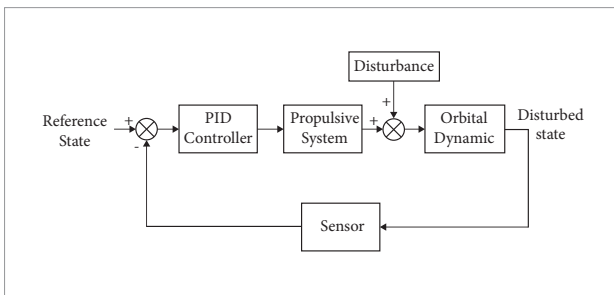 Disturbance
+
Reference
State
+
-
PID
Controller
Propulsive
System
+
Orbital
Dynamic
Disturbed
state
Sensor